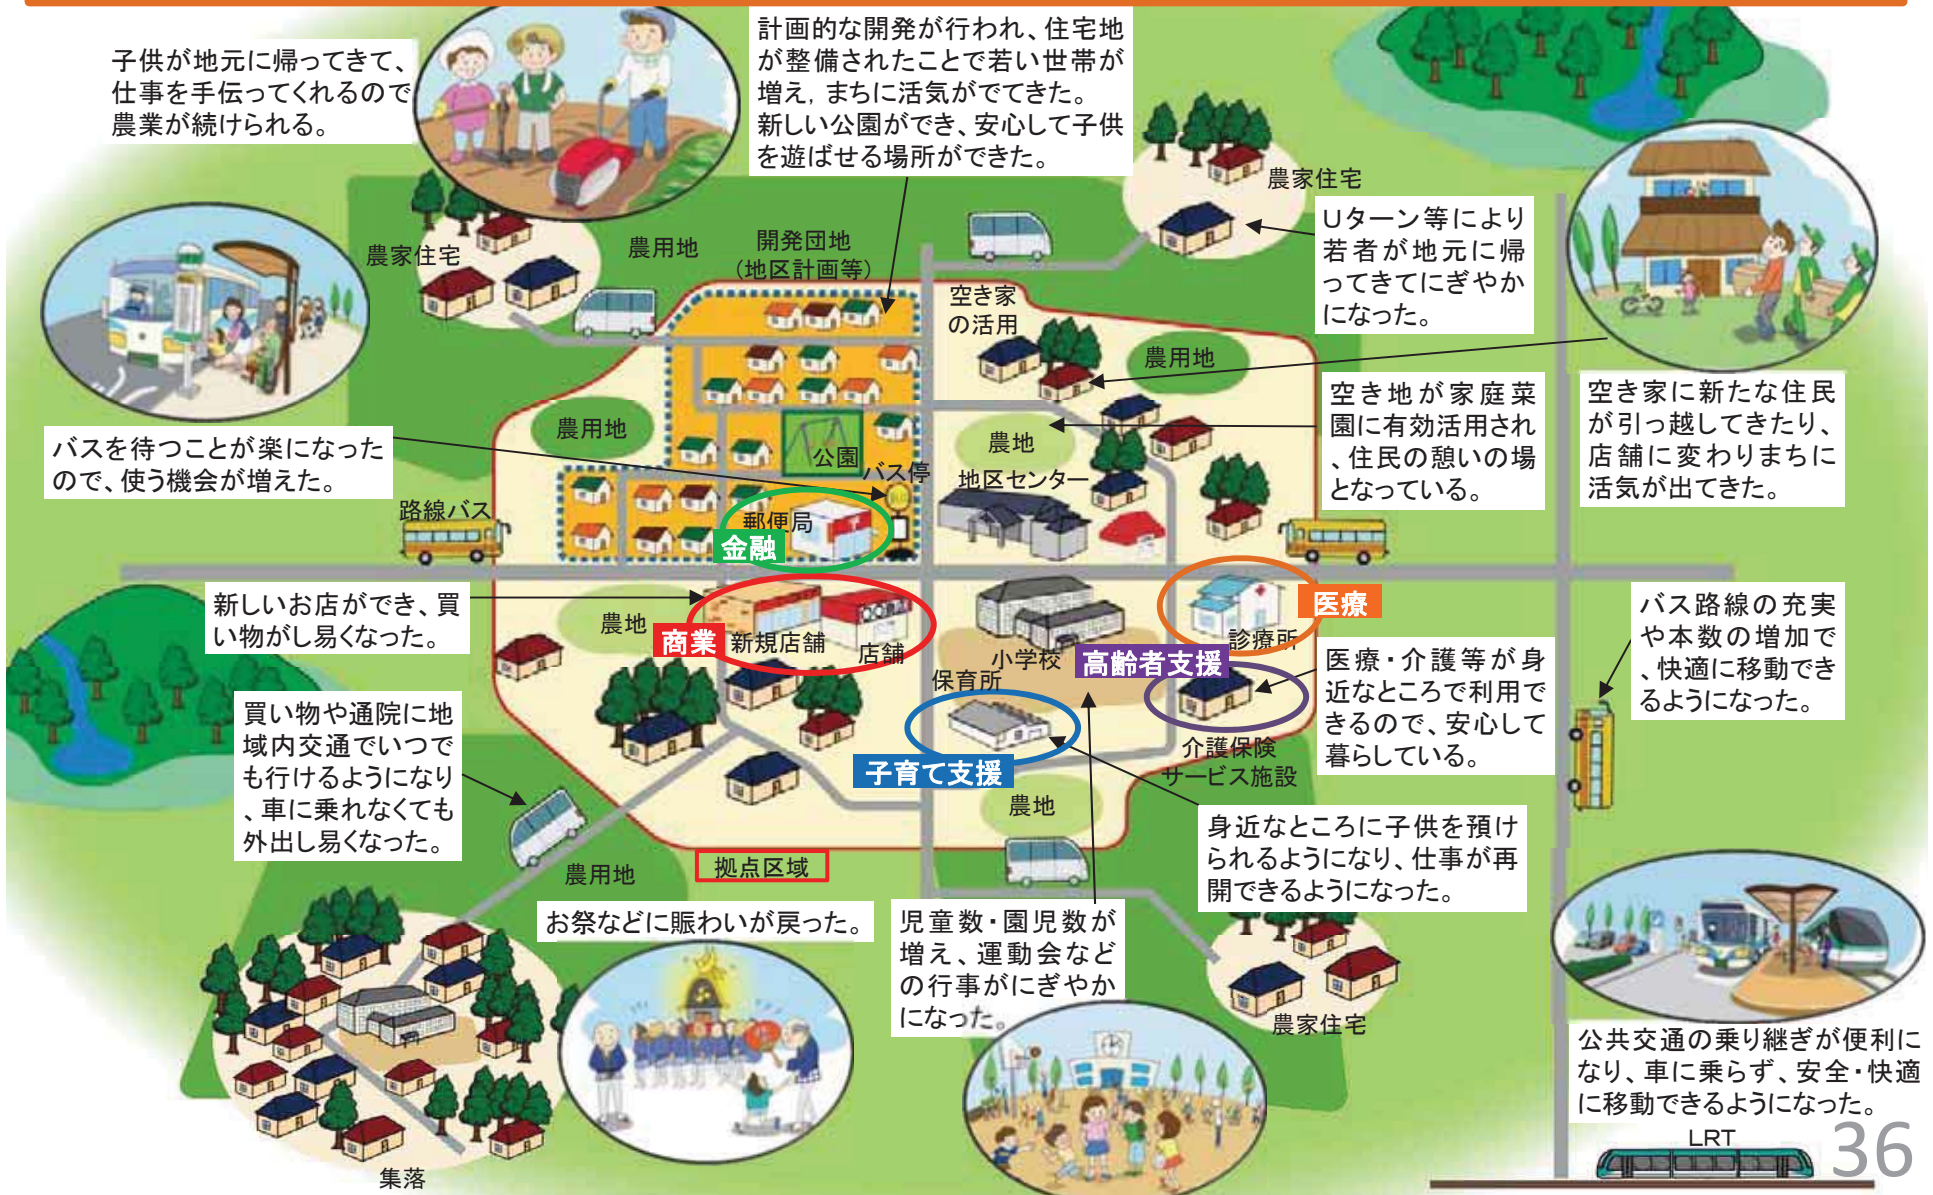 子供が地元に帰ってきて、
仕事を手伝ってくれるので
農業が続けられる。
計画的な開発が行われ、住宅地
が整備されたことで若い世帯が
増え, まちに活気がでてきた。
新しい公園ができ、安心して子供
を遊ばせる場所ができた。
農家住宅
Uターン等により
若者が地元に帰
ってきてにぎやか
になった。
農家住宅
農用地
開発団地
(地区計画等)
空き家
の活用
農用地
空き地が家庭菜
園に有効活用され
、住民の憩いの場
となっている。
空き家に新たな住民
が引っ越してきたり、
店舗に変わりまちに
活気が出てきた。
バスを待つことが楽になった
ので、使う機会が増えた。
農用地
公園
バス停
農地
地区センター
路線バス
郵便局
金融
新しいお店ができ、買
い物がし易くなった。
農地
商業
新規店舗
店舗
小学校
診療所
医療
高齢者支援
保育所
子育て支援
介護保険
サービス施設
医療・介護等が身
近なところで利用で
きるので、安心して
暮らしている。
バス路線の充実
や本数の増加で
、快適に移動でき
るようになった。
買い物や通院に地
域内交通でいつで
も行けるようになり
、車に乗れなくても
外出し易くなった。
農用地
拠点区域
農地
身近なところに子供を預け
られるようになり、仕事が再
開できるようになった。
お祭などに賑わいが戻った。
児童数・園児数が
増え、運動会など
の行事がにぎやか
になった。
農家住宅
集落
公共交通の乗り継ぎが便利に
なり、車に乗らず、安全・快適
に移動できるようになった。
LRT
36